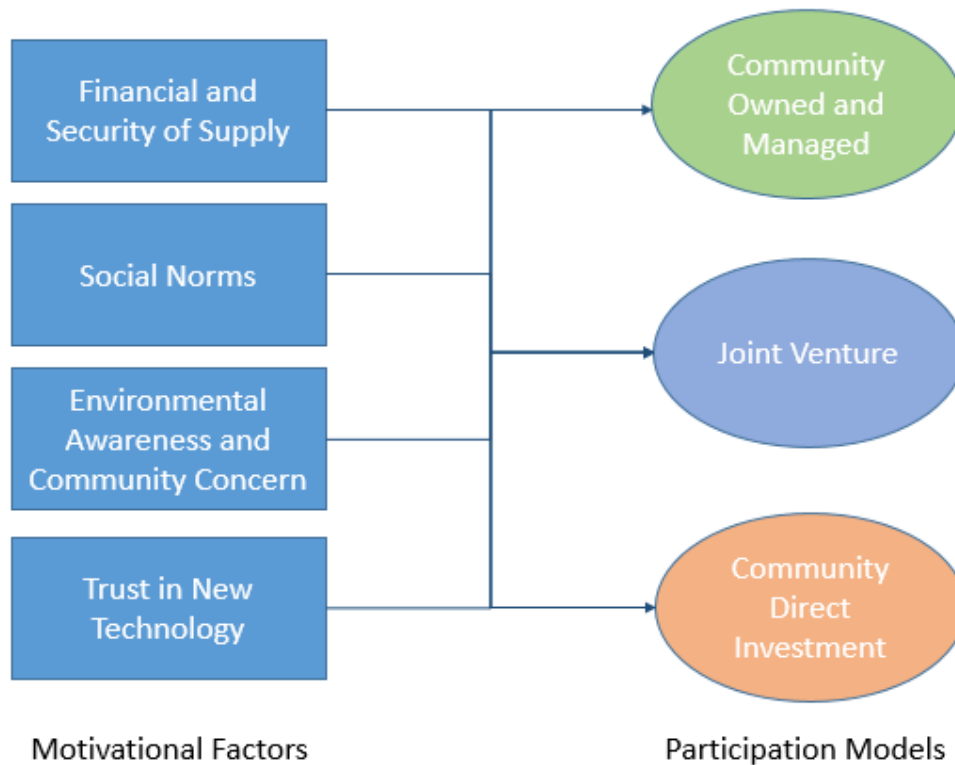 Financial and
Security of Supply
Social Norms
Environmental
Awareness and
Community Concern
Trust in New
Technology
Motivational Factors
Community
Owned and
Managed
Joint Venture
Community
Direct
Investment
Participation Models